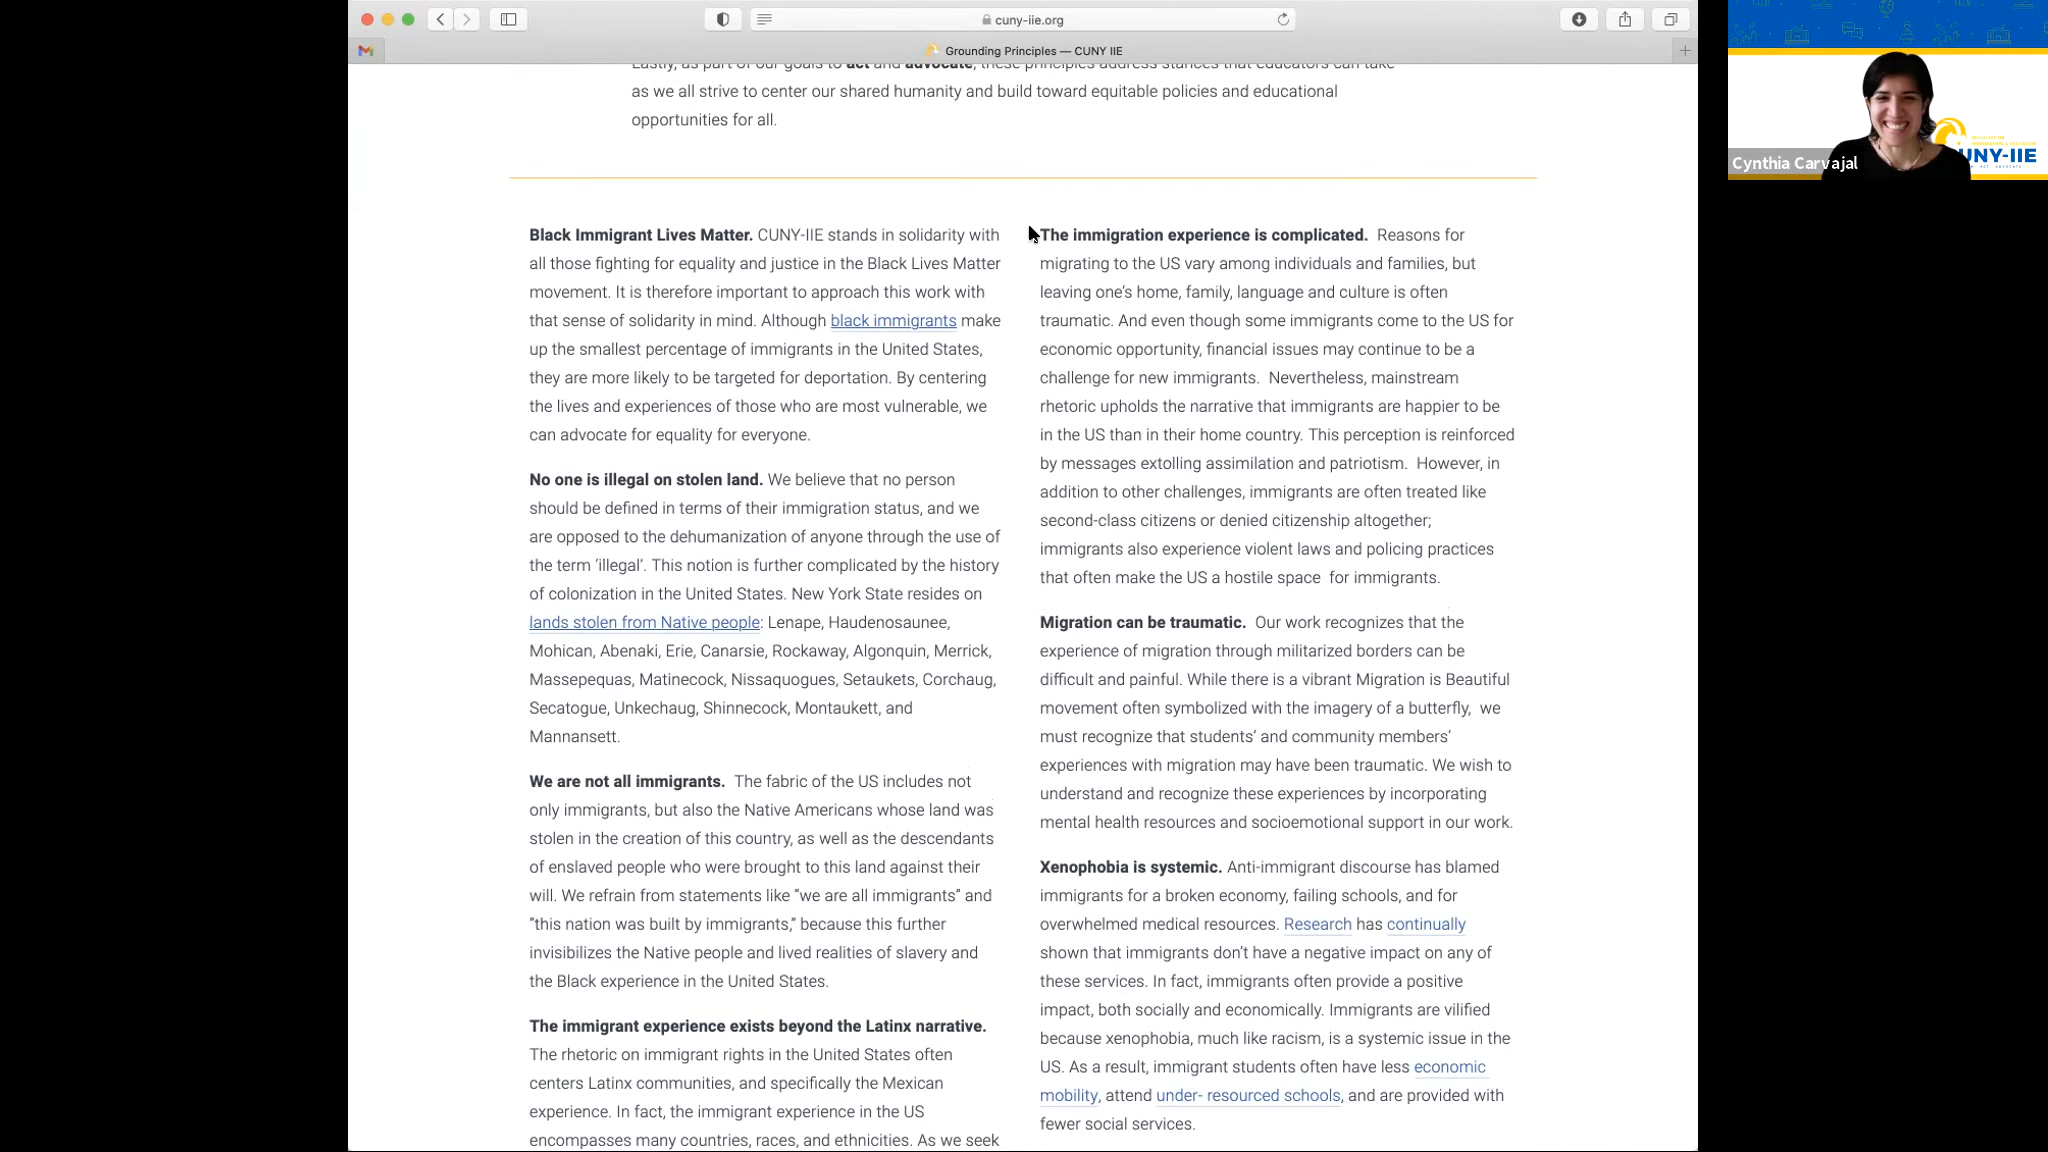 cuny-iie.org
Grounding Principles — CUNY IIE
Lastly, as part of our goals to act and advocate, these principles address stances that educators can take
as we all strive to center our shared humanity and build toward equitable policies and educational
opportunities for all.
Black Immigrant Lives Matter. CUNY-IIE stands in solidarity with
all those fighting for equality and justice in the Black Lives Matter
movement. It is therefore important to approach this work with
that sense of solidarity in mind. Although black immigrants make
up the smallest percentage of immigrants in the United States,
they are more likely to be targeted for deportation. By centering
the lives and experiences of those who are most vulnerable, we
can advocate for equality for everyone.
No one is illegal on stolen land. We believe that no person
should be defined in terms of their immigration status, and we
are opposed to the dehumanization of anyone through the use of
the term ‘illegal’. This notion is further complicated by the history
of colonization in the United States. New York State resides on
lands stolen from Native people: Lenape, Haudenosaunee,
Mohican, Abenaki, Erie, Canarsie, Rockaway, Algonquin, Merrick,
Massepequas, Matinecock, Nissaquogues, Setaukets, Corchaug,
Secatogue, Unkechaug, Shinnecock, Montaukett, and
Mannansett.
We are not all immigrants. The fabric of the US includes not
only immigrants, but also the Native Americans whose land was
stolen in the creation of this country, as well as the descendants
of enslaved people who were brought to this land against their
will. We refrain from statements like “we are all immigrants” and
“this nation was built by immigrants,” because this further
invisibilizes the Native people and lived realities of slavery and
the Black experience in the United States.
The immigrant experience exists beyond the Latinx narrative.
The rhetoric on immigrant rights in the United States often
centers Latinx communities, and specifically the Mexican
experience. In fact, the immigrant experience in the US
encompasses many countries, races, and ethnicities. As we seek
The immigration experience is complicated. Reasons for
migrating to the US vary among individuals and families, but
leaving one’s home, family, language and culture is often
traumatic. And even though some immigrants come to the US for
economic opportunity, financial issues may continue to be a
challenge for new immigrants. Nevertheless, mainstream
rhetoric upholds the narrative that immigrants are happier to be
in the US than in their home country. This perception is reinforced
by messages extolling assimilation and patriotism. However, in
addition to other challenges, immigrants are often treated like
second-class citizens or denied citizenship altogether;
immigrants also experience violent laws and policing practices
that often make the US a hostile space for immigrants.
Migration can be traumatic. Our work recognizes that the
experience of migration through militarized borders can be
difficult and painful. While there is a vibrant Migration is Beautiful
movement often symbolized with the imagery of a butterfly, we
must recognize that students’ and community members’
experiences with migration may have been traumatic. We wish to
understand and recognize these experiences by incorporating
mental health resources and socioemotional support in our work.
Xenophobia is systemic. Anti-immigrant discourse has blamed
immigrants for a broken economy, failing schools, and for
overwhelmed medical resources. Research has continually
shown that immigrants don’t have a negative impact on any of
these services. In fact, immigrants often provide a positive
impact, both socially and economically. Immigrants are vilified
because xenophobia, much like racism, is a systemic issue in the
US. As a result, immigrant students often have less economic
mobility, attend under- resourced schools, and are provided with
fewer social services.
UNY-IIE
Cynthia Carvajal